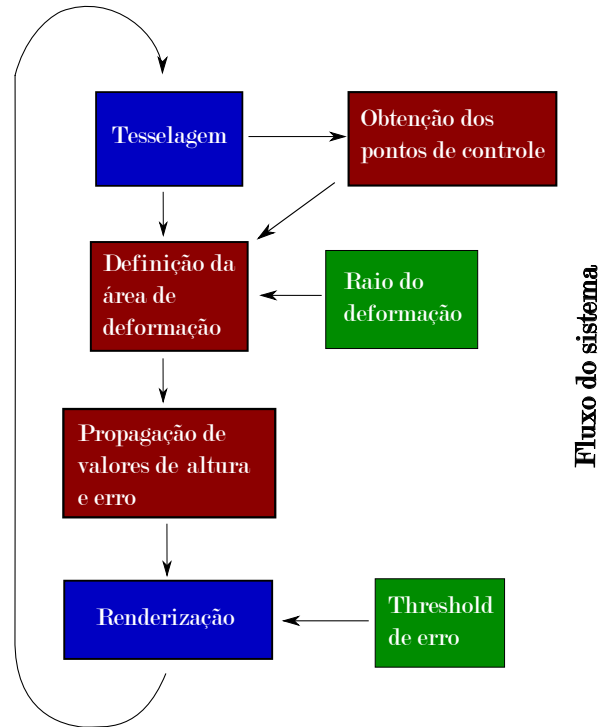 Tesselagem
Obtenção dos
pontos de controle
Definição da
área de
deformação
Raio do
deformação
Propagação de
valores de altura
e erro
Renderização
Threshold
de erro
Fluxo do sistema